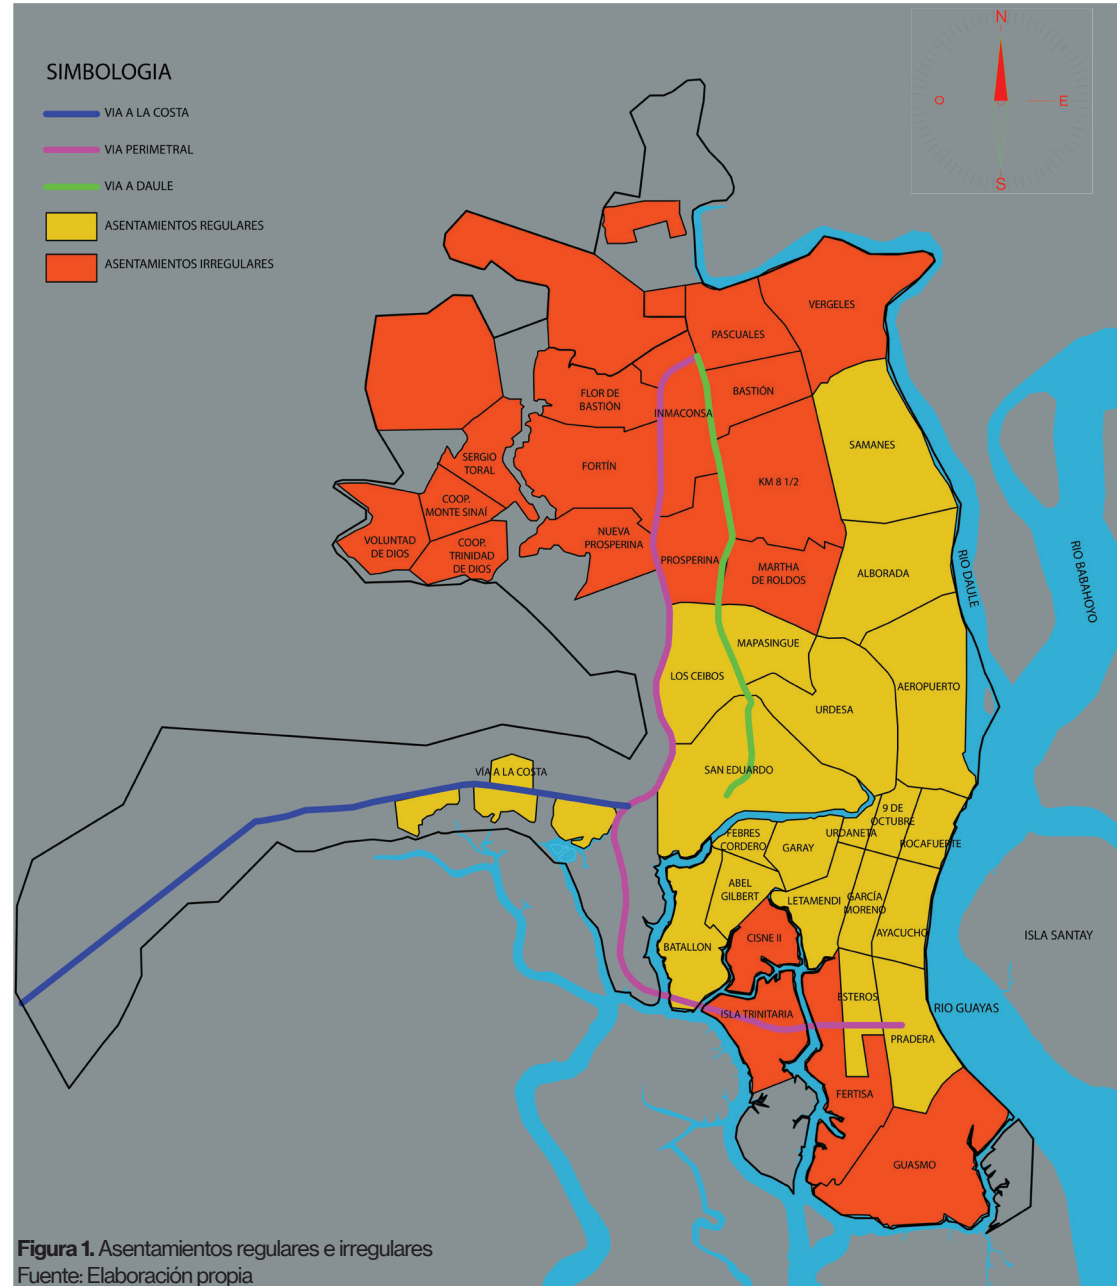 SIMBOLOGIA
VIA A LA COSTA
VIA PERIMETRAL
VIA A DAULE
ASENTAMIENTOS REGULARES
ASENTAMIENTOS IRREGULARES
N
O
E
S
VERGELES
PASCUALES
BASTIÓN
FLOR DE
BASTIÓN
INMACONSA
SAMANES
SERGIO
TORAL
FORTÍN
KM 8 1/2
COOP.
MONTE SINAÍ
VOLUNTAD
DE DIOS
COOP.
TRINIDAD
DE DIOS
NUEVA
PROSPERINA
PROSPERINA
MARTHA
DE ROLDOS
ALBORADA
RIO DAULE
RIO BABAHOYO
MAPASINGUE
LOS CEIBOS
AEROPUERTO
URDESA
SAN EDUARDO
VÍA A LA COSTA
9 DE
OCTUBRE
FEBRES
CORDERO
URDANETA
GARAY
ROCAFUERTE
ABEL
GILBERT
LETAMENDI
GARCÍA
MORENO
AYACUCHO
CISNE II
BATALLON
ISLA SANTAY
ESTEROS
RIO GUAYAS
ISLA TRINITARIA
PRADERA
FERTISA
GUASMO
Figura 1. Asentamientos regulares e irregulares
Fuente: Elaboración propia